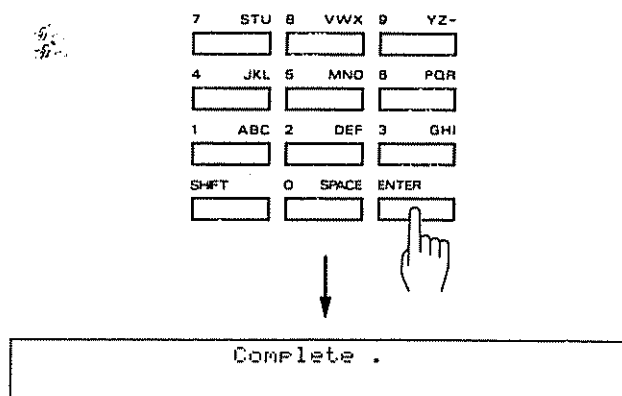 7 STU 8 VWX 9 YZ-
4 JKL 5 MNO 6 PQR
1 ABC 2 DEF 3 GHI
SHIFT 0 SPACE ENTER
Complete .